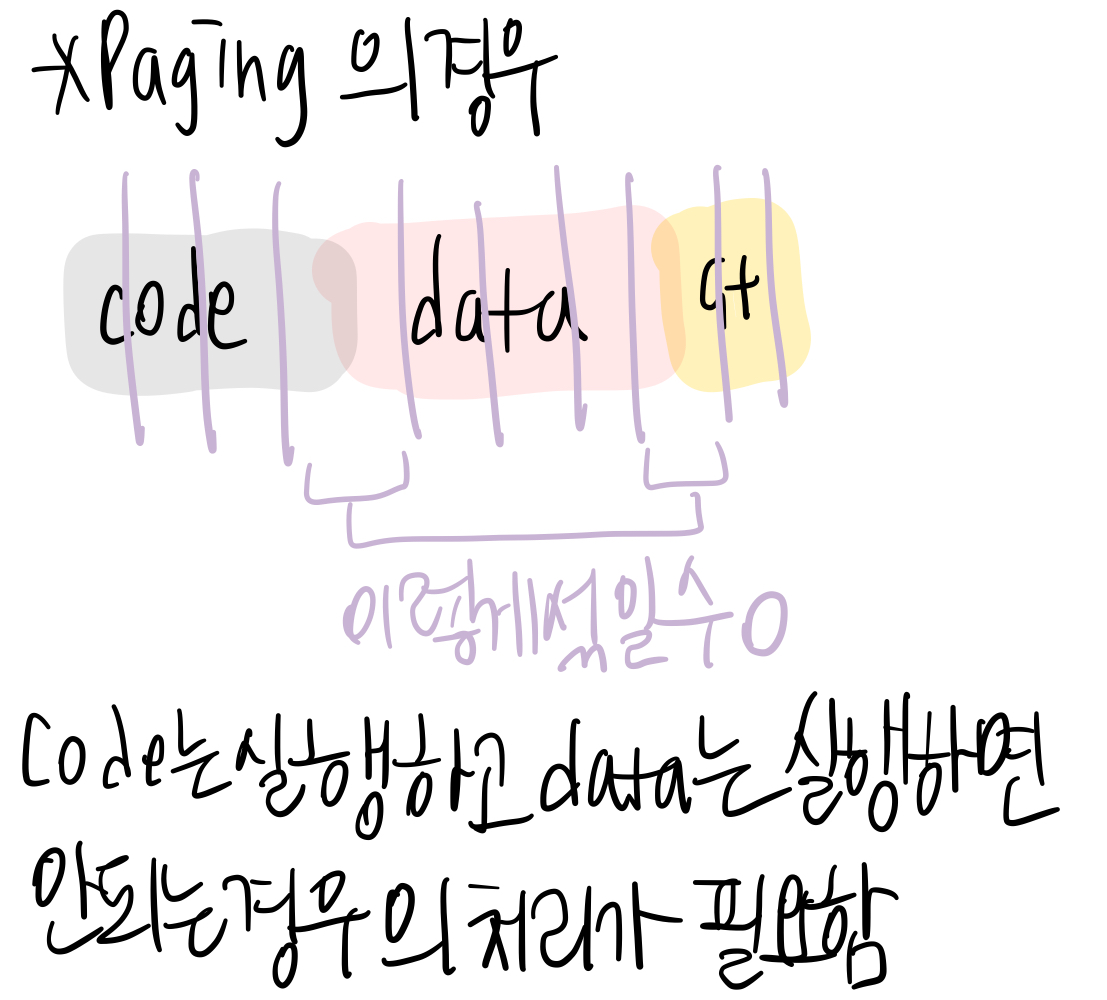 *Paging 의경우
code data
이렇게섞일수O
code는실행하고 data는실행하면
안되는경우의처리가 필요함